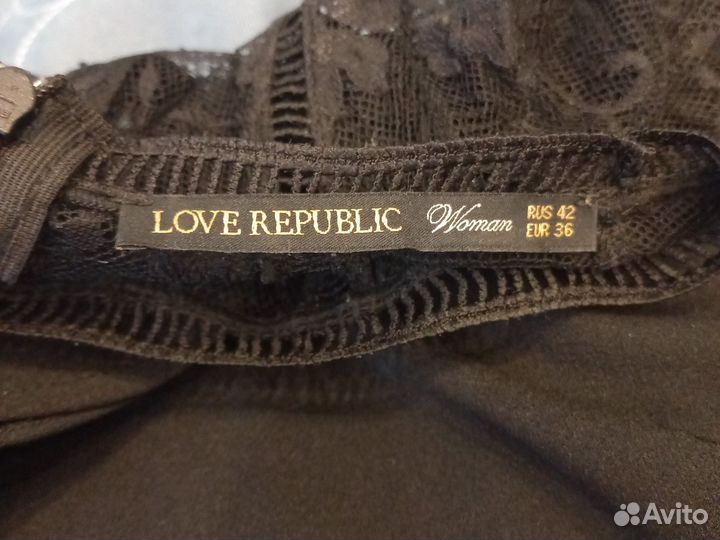 LOVE REPUBLIC Woman RUS 42
EUR 36
Avito